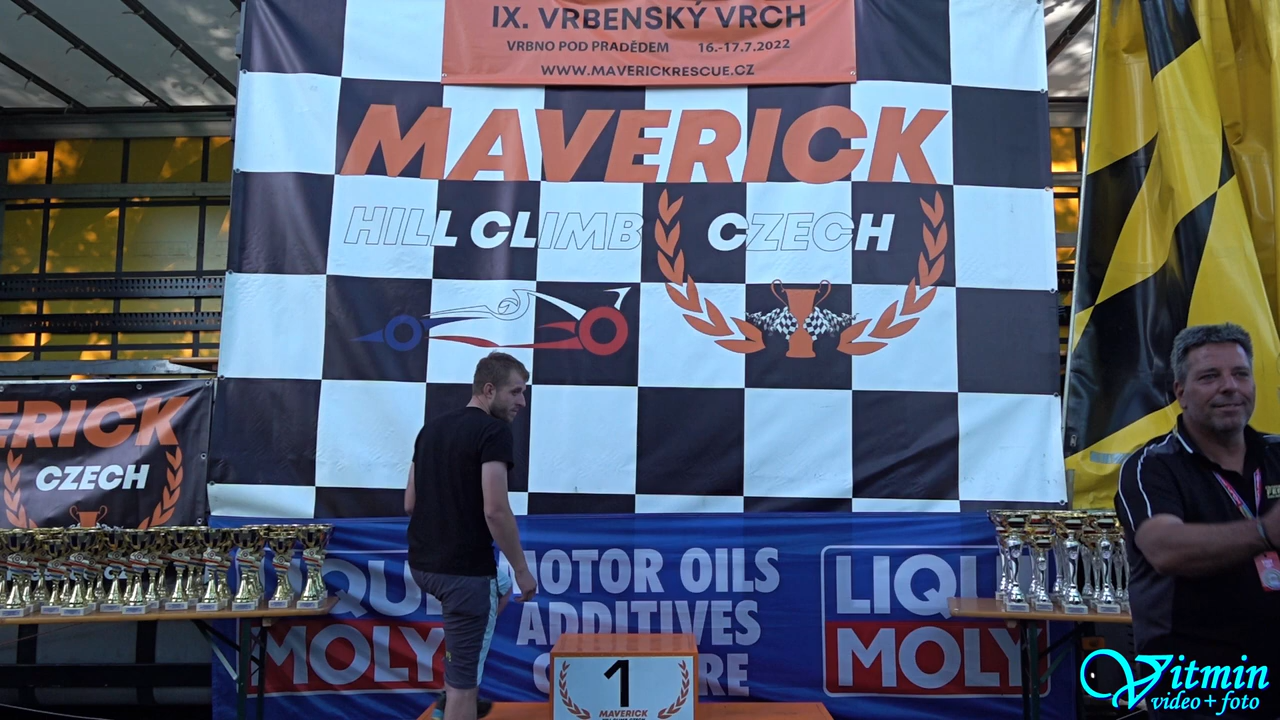 IX. VRBENSKÝ VRCH
VRBNO POD PRADĚDEM 16.-17.7.2022
WWW.MAVERICKRESCUE.CZ
MAVERICK
HILL CLIMB CZECH
ERICK
CZECH
MOTOR OILS
ADDITIVES
LIQUI
MOLY
MOLY
1
MAVERICK
Vitmin
video+foto